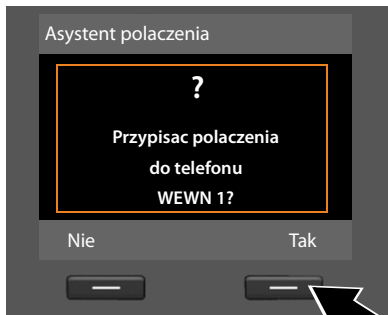 Asystent polaczenia
?
Przypisac polaczenia
do telefonu
WEWN 1?
Nie Tak